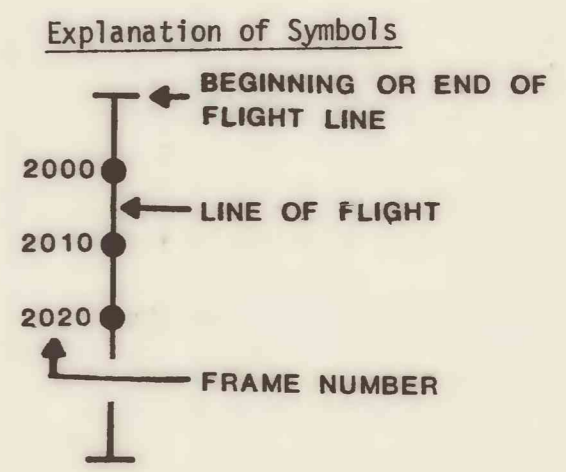 Explanation of Symbols
BEGINNING OR END OF
FLIGHT LINE
2000
LINE OF FLIGHT
2010
2020
FRAME NUMBER